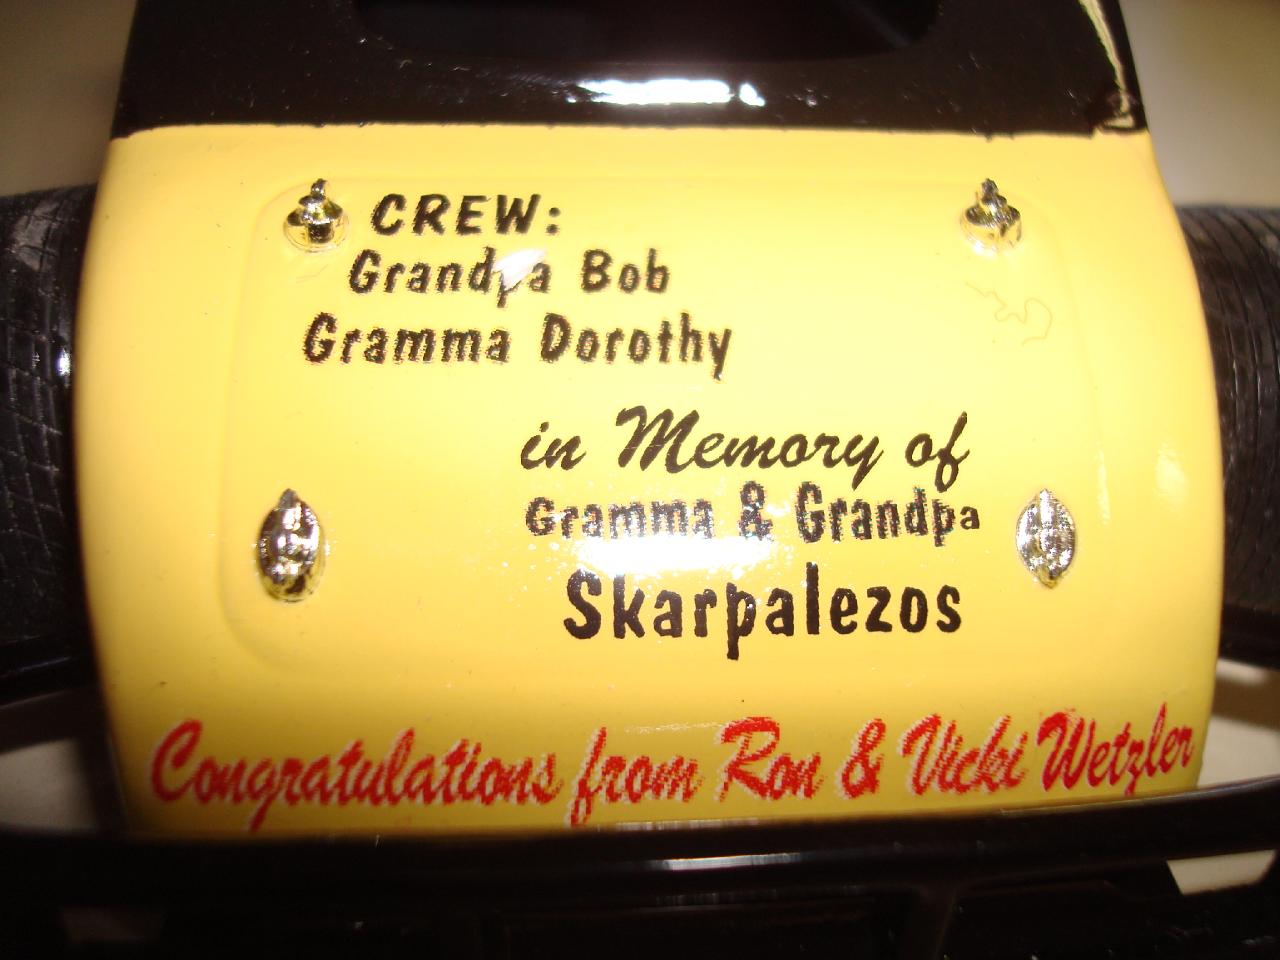 CREW:
Grandpa Bob
Gramma Dorothy
in Memory of
Gramma & Grandpa
Skarpalezos
Congratulations from Ron & Vicki Wetzler